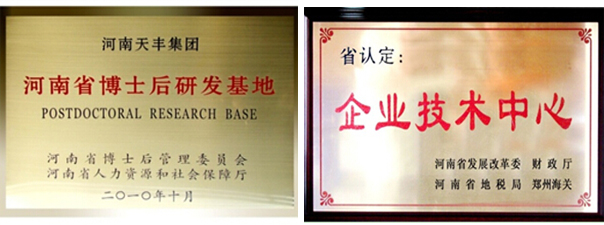 河南天丰集团
河南省博士后研发基地
POSTDOCTORAL RESEARCH BASE
河南省博士后管理委员会
河南省人力资源和社会保障厅
二〇一〇年十月
省认定:
企业技术中心
河南省发展改革委 财政厅
河南省地税局 郑州海关